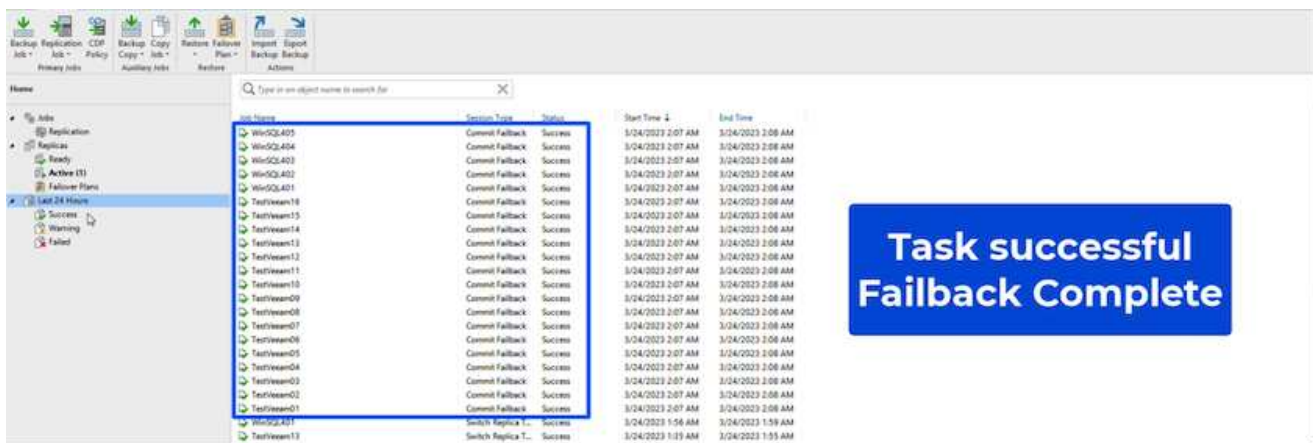 Backup Replication CDP Backup Copy Restore Failover Import Export
Job Job Policy Copy Job Plan Backup Backup
Primary Jobs Auxiliary Jobs Restore Actions
Home
Type in an object name to search for
Jobs
Replication
Replicas
Ready
Active (1)
Failover Plans
Last 24 Hours
Success
Warning
Failed
Job Name Session Type Status Start Time End Time
WinSQL405 Commit Failback Success 3/24/2023 2:07 AM 3/24/2023 2:08 AM
WinSQL404 Commit Failback Success 3/24/2023 2:07 AM 3/24/2023 2:08 AM
WinSQL403 Commit Failback Success 3/24/2023 2:07 AM 3/24/2023 2:08 AM
WinSQL402 Commit Failback Success 3/24/2023 2:07 AM 3/24/2023 2:08 AM
WinSQL401 Commit Failback Success 3/24/2023 2:07 AM 3/24/2023 2:08 AM
TestVeeam16 Commit Failback Success 3/24/2023 2:07 AM 3/24/2023 2:08 AM
TestVeeam15 Commit Failback Success 3/24/2023 2:07 AM 3/24/2023 2:08 AM
TestVeeam14 Commit Failback Success 3/24/2023 2:07 AM 3/24/2023 2:08 AM
TestVeeam13 Commit Failback Success 3/24/2023 2:07 AM 3/24/2023 2:08 AM
TestVeeam12 Commit Failback Success 3/24/2023 2:07 AM 3/24/2023 2:08 AM
TestVeeam11 Commit Failback Success 3/24/2023 2:07 AM 3/24/2023 2:08 AM
TestVeeam10 Commit Failback Success 3/24/2023 2:07 AM 3/24/2023 2:08 AM
TestVeeam09 Commit Failback Success 3/24/2023 2:07 AM 3/24/2023 2:08 AM
TestVeeam08 Commit Failback Success 3/24/2023 2:07 AM 3/24/2023 2:08 AM
TestVeeam07 Commit Failback Success 3/24/2023 2:07 AM 3/24/2023 2:08 AM
TestVeeam06 Commit Failback Success 3/24/2023 2:07 AM 3/24/2023 2:08 AM
TestVeeam05 Commit Failback Success 3/24/2023 2:07 AM 3/24/2023 2:08 AM
TestVeeam04 Commit Failback Success 3/24/2023 2:07 AM 3/24/2023 2:08 AM
TestVeeam03 Commit Failback Success 3/24/2023 2:07 AM 3/24/2023 2:08 AM
TestVeeam02 Commit Failback Success 3/24/2023 2:07 AM 3/24/2023 2:08 AM
TestVeeam01 Commit Failback Success 3/24/2023 2:07 AM 3/24/2023 2:08 AM
WinSQL401 Switch Replica T... Success 3/24/2023 1:56 AM 3/24/2023 1:59 AM
TestVeeam13 Switch Replica T... Success 3/24/2023 1:35 AM 3/24/2023 1:55 AM
Task successful
Failback Complete